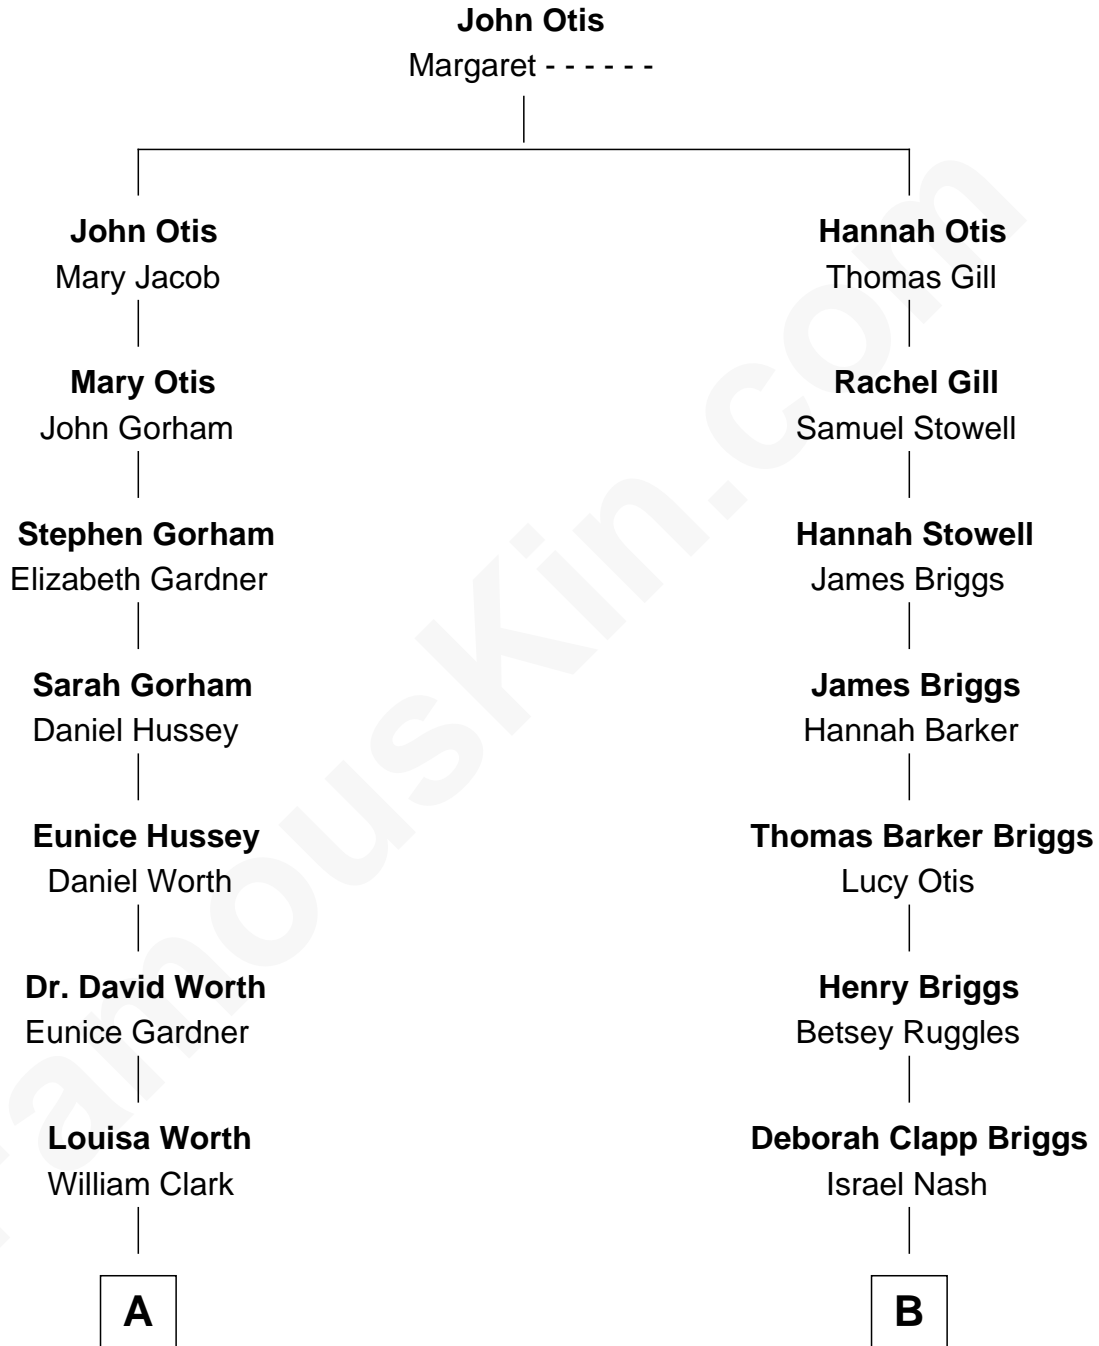 John Otis
Margaret - - - - - -
John Otis
Mary Jacob
Hannah Otis
Thomas Gill
Mary Otis
John Gorham
Rachel Gill
Samuel Stowell
Stephen Gorham
Elizabeth Gardner
Hannah Stowell
James Briggs
Sarah Gorham
Daniel Hussey
James Briggs
Hannah Barker
Eunice Hussey
Daniel Worth
Thomas Barker Briggs
Lucy Otis
Dr. David Worth
Eunice Gardner
Henry Briggs
Betsey Ruggles
Louisa Worth
William Clark
Deborah Clapp Briggs
Israel Nash
A
B
FamousKin.com